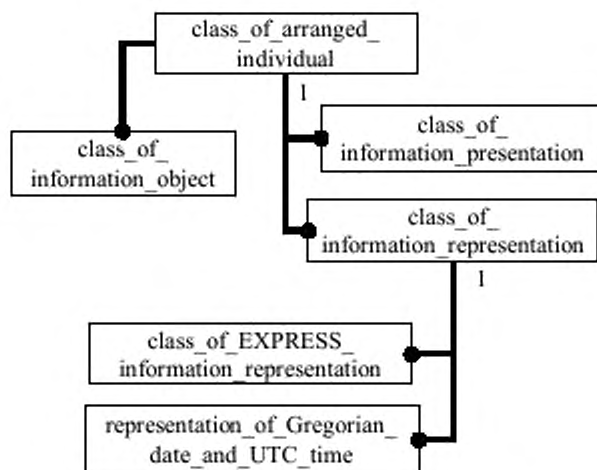 class_of_arranged_
individual
1
class_of_
information_presentation
class_of_
information_object
class_of_
information_representation
1
class_of_EXPRESS_
information_representation
representation_of_Gregorian_
date_and_UTC_time